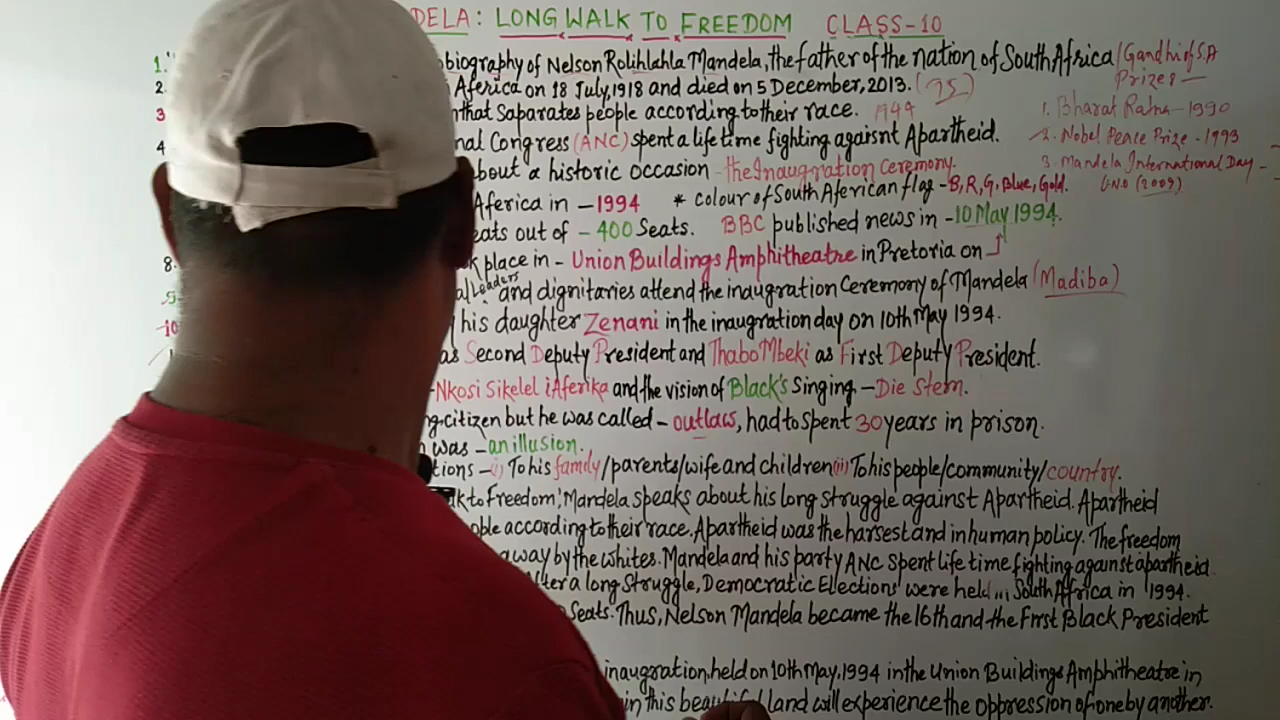 DELA: LONG WALK TO FREEDOM CLASS-10
1. biography of Nelson Rolihlahla Mandela, the father of the nation of South Africa/Gandhi of S.A
2. Aferica on 18 July, 1918 and died on 5 December, 2013. (95) Prizes —
3 that Saparates people according to their race. 1944 1. Bharat Ratna - 1990
4 nal Congress (ANC) spent a life time fighting agaisnt Apartheid. 2. Nobel Peace Prize - 1993
bout a historic occasion - the Inaugration Ceremony. 3. Mandela International Day -
Aferica in - 1994 * colour of South Aferican flag - B, R, G, Blue, Gold. U.N.O (2009)
eats out of - 400 Seats. BBC published news in - 10 May 1994.
8. k place in - Union Buildings Amphitheatre in Pretoria on
al Leaders and dignitaries attend the inaugration Ceremony of Mandela (Madiba)
10 his daughter Zenani in the inaugration day on 10th May 1994.
as Second Deputy President and Thabo Mbeki as First Deputy President.
- Nkosi Sikelel iAferika and the vision of Black's Singing - Die Stem.
ng-citizen but he was called - outlaws, had to spent 30 years in prison.
was - an illusion.
tions - (i) To his family/parents/wife and children (ii) To his people/community/country.
lk to Freedom', Mandela speaks about his long struggle against Apartheid. Apartheid
ople according to their race. Apartheid was the harsest and inhuman policy. The freedom
away by the whites. Mandela and his party ANC spent life time fighting against apartheid.
fter a long struggle, Democratic Ellections were held in South Africa in 1994.
Seats. Thus, Nelson Mandela became the 16th and the First Black President
inaugration, held on 10th May, 1994 in the Union Buildings Amphitheatre in
in this beautiful land will experience the oppression of one by another.